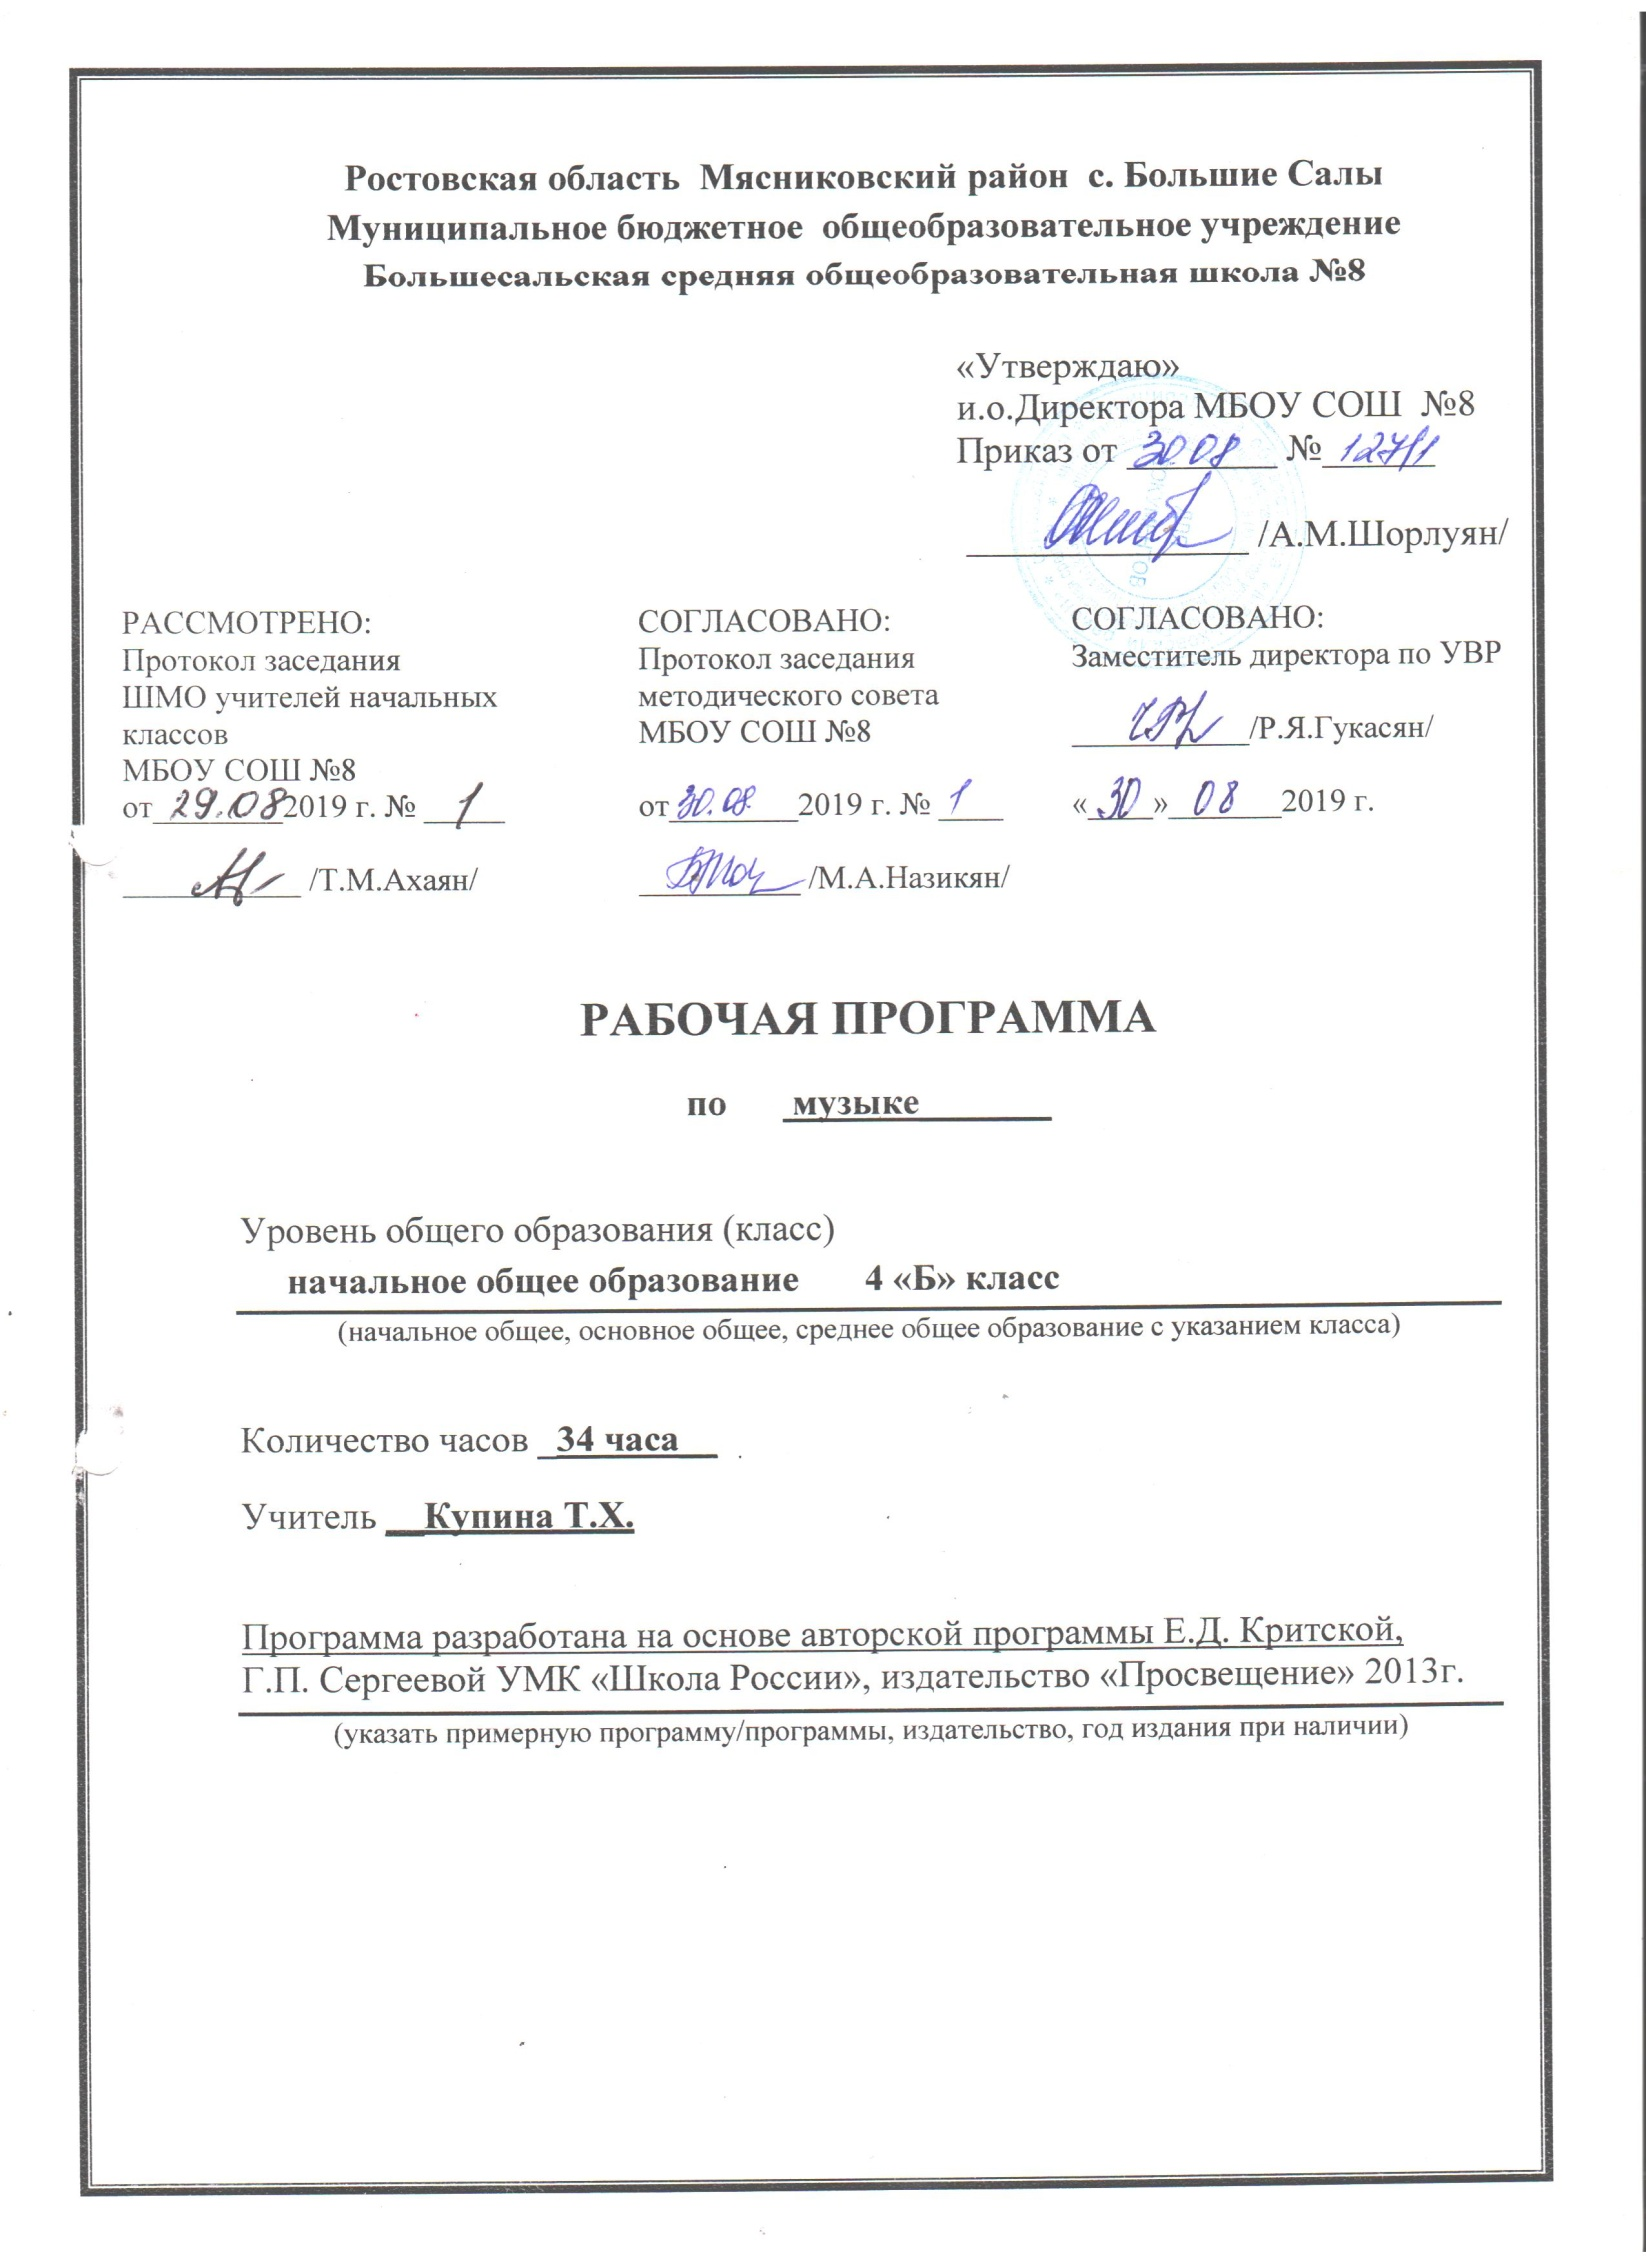 Ростовская область Мясниковский район с. Большие Салы
Муниципальное бюджетное общеобразовательное учреждение
Большесальская средняя общеобразовательная школа №8
«Утверждаю»
и.о.Директора МБОУ СОШ №8
Приказ от 30 08 № 127/1
/А.М.Шорлуян/
РАССМОТРЕНО:
Протокол заседания
ШМО учителей начальных
классов
МБОУ СОШ №8
от 29.08 2019 г. № 1
/Т.М.Ахаян/
СОГЛАСОВАНО:
Протокол заседания
методического совета
МБОУ СОШ №8
от 30.08. 2019 г. № 1
/М.А.Назикян/
СОГЛАСОВАНО:
Заместитель директора по УВР
/Р.Я.Гукасян/
«30» 08 2019 г.
РАБОЧАЯ ПРОГРАММА
по музыке
Уровень общего образования (класс)
начальное общее образование 4 «Б» класс
(начальное общее, основное общее, среднее общее образование с указанием класса)
Количество часов 34 часа
Учитель Купина Т.Х.
Программа разработана на основе авторской программы Е.Д. Критской,
Г.П. Сергеевой УМК «Школа России», издательство «Просвещение» 2013г.
(указать примерную программу/программы, издательство, год издания при наличии)